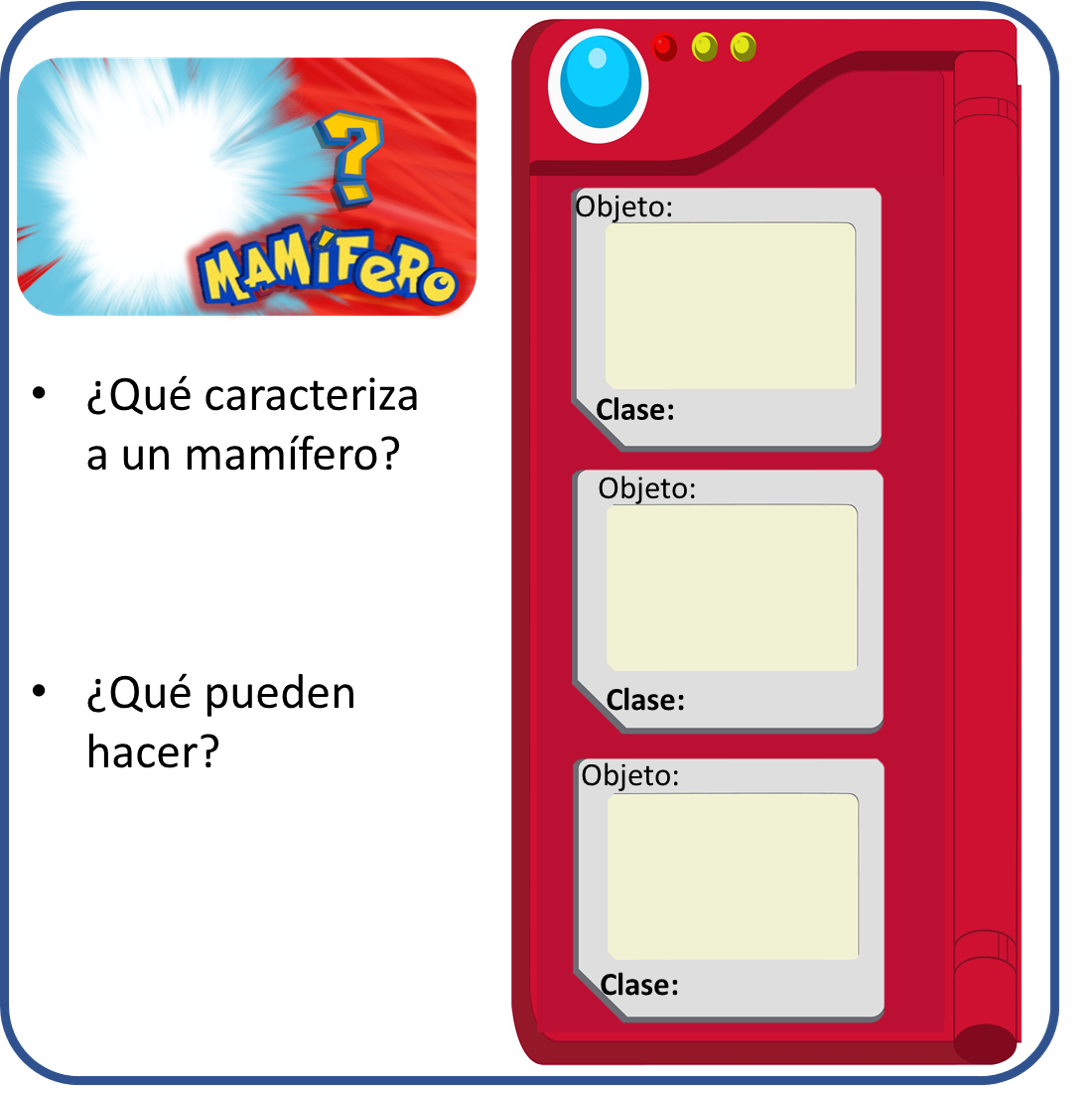 ?
MAMÍFERO
• ¿Qué caracteriza
a un mamífero?
• ¿Qué pueden
hacer?
Objeto:
Clase:
Objeto:
Clase:
Objeto:
Clase: